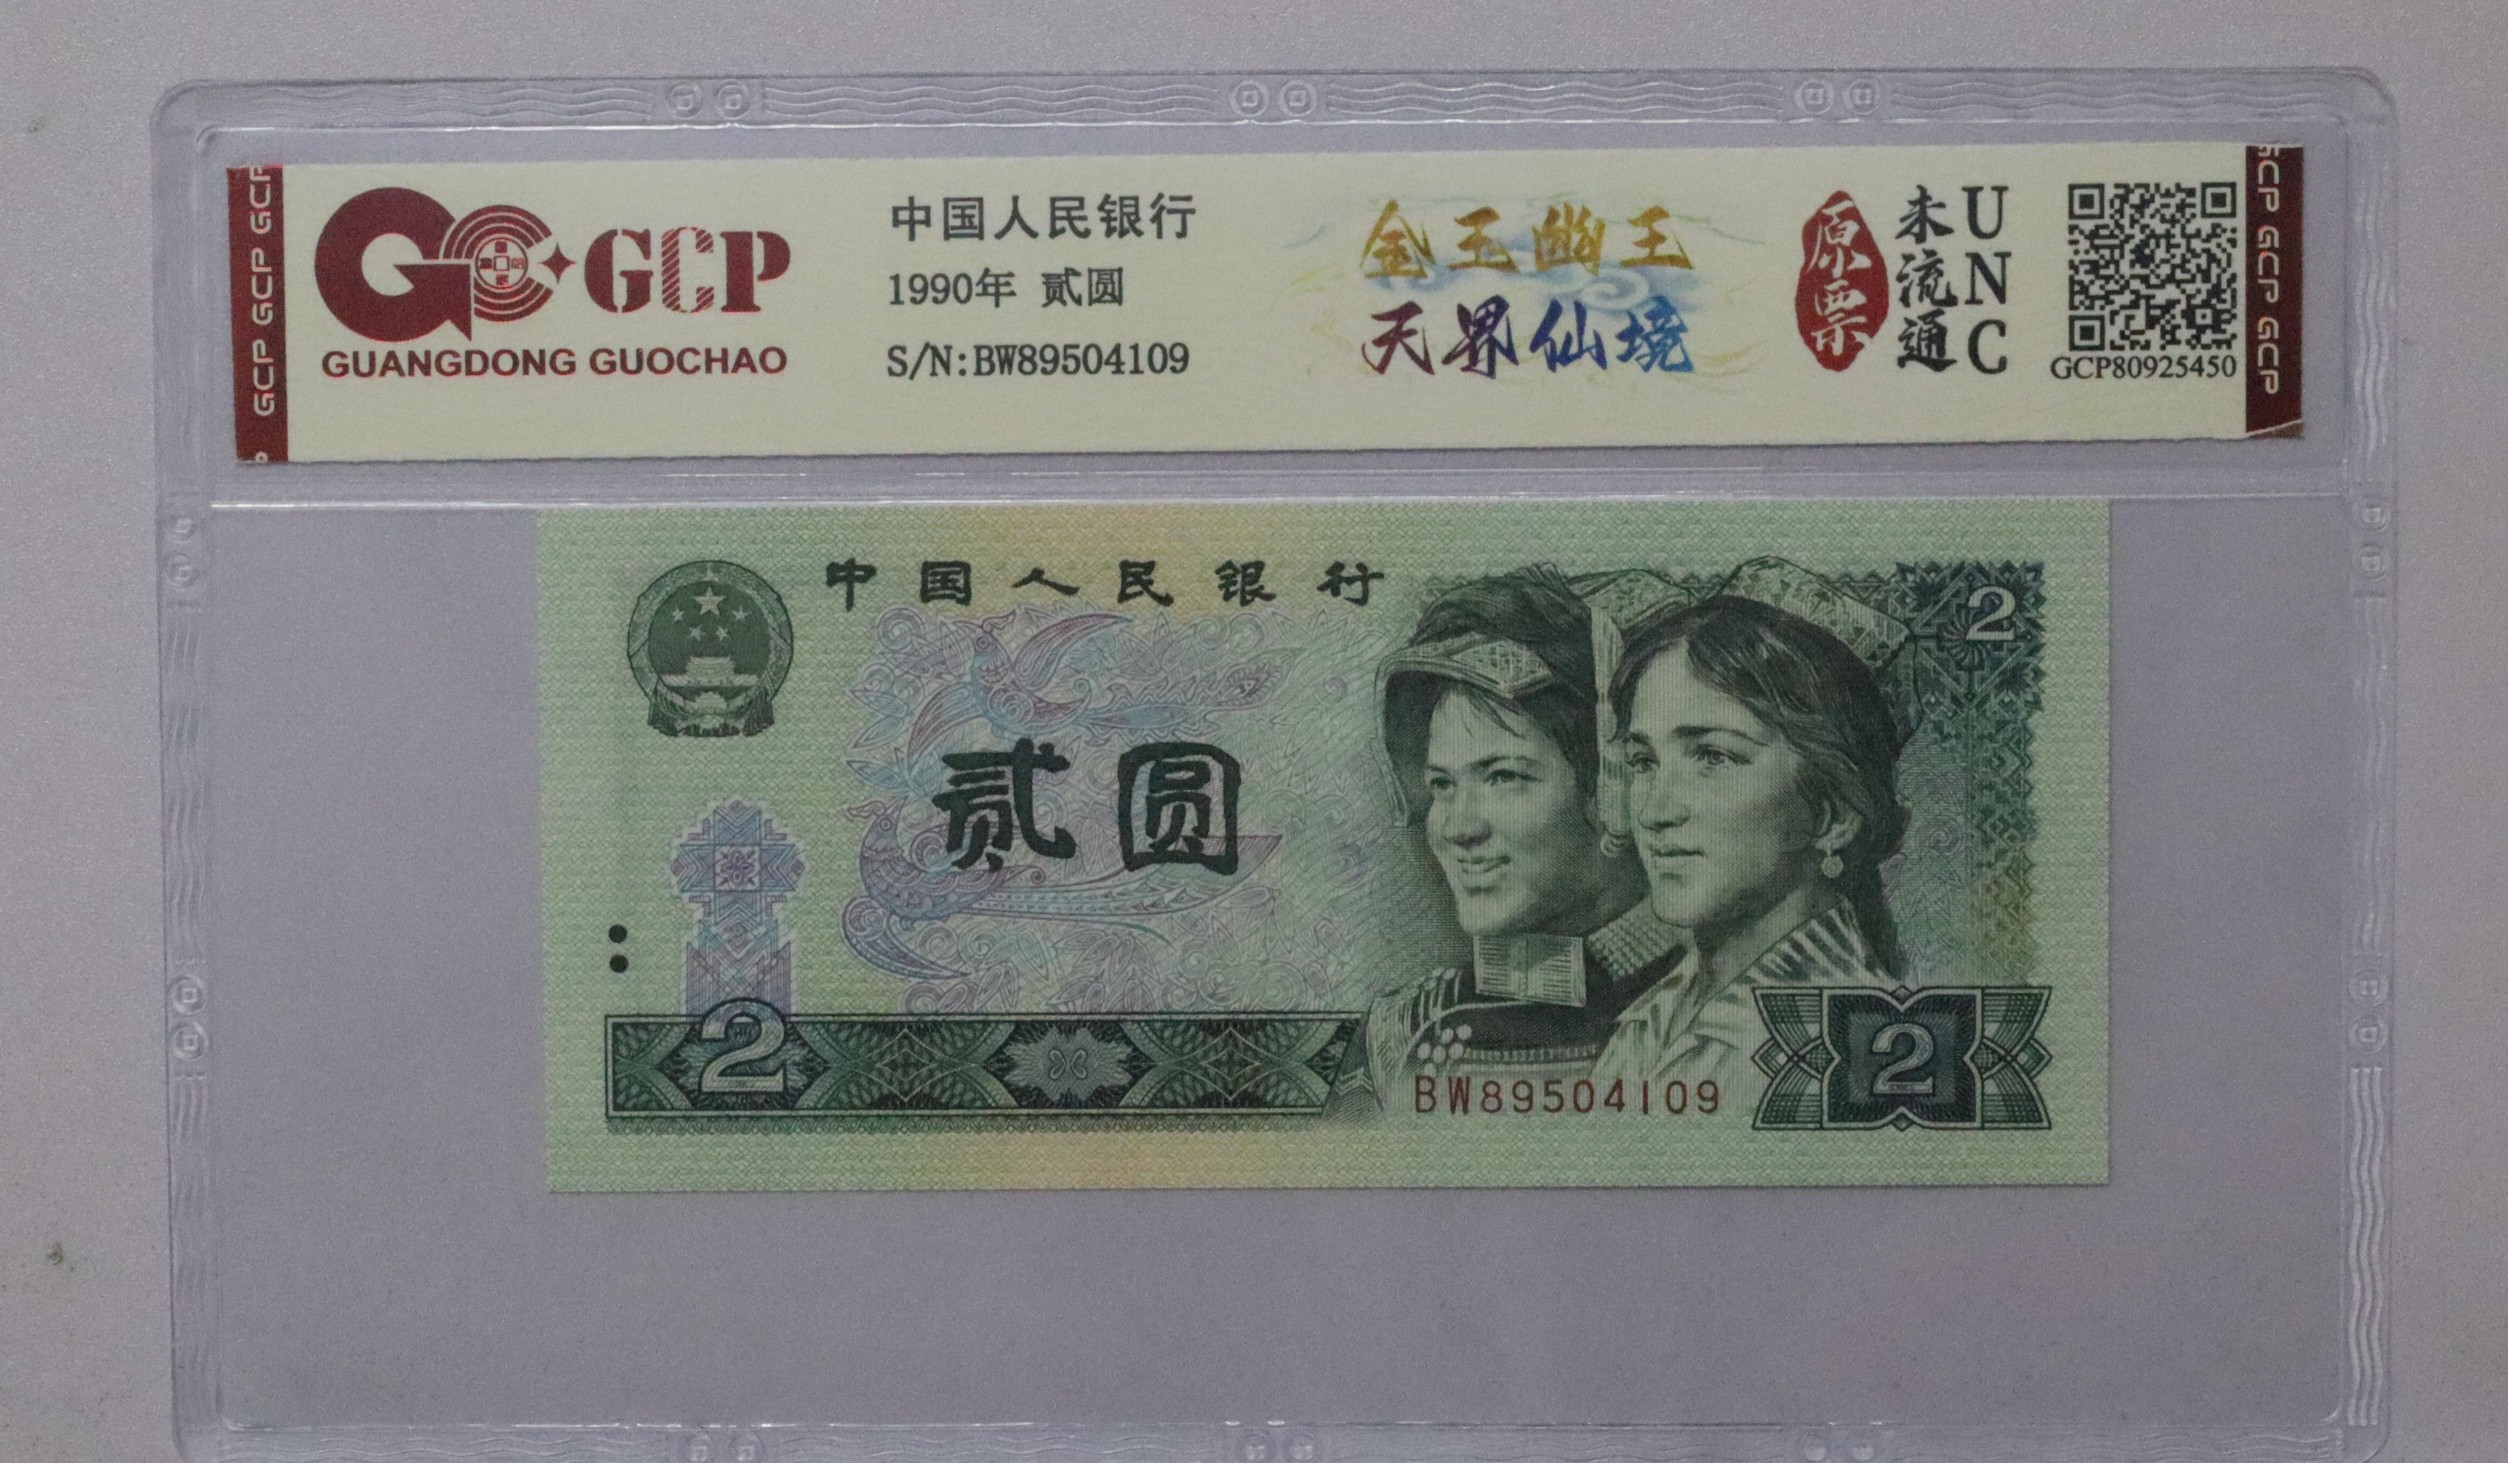 GCP
GUANGDONG GUOCHAO
中国人民银行
1990年 贰圆
S/N:BW89504109
金玉幽王
天界仙境
原票
未流通
UNC
GCP80925450
GCP GCP GCP
GCP GCP GCP
中国人民银行
2
贰圆
2
BW89504109
2